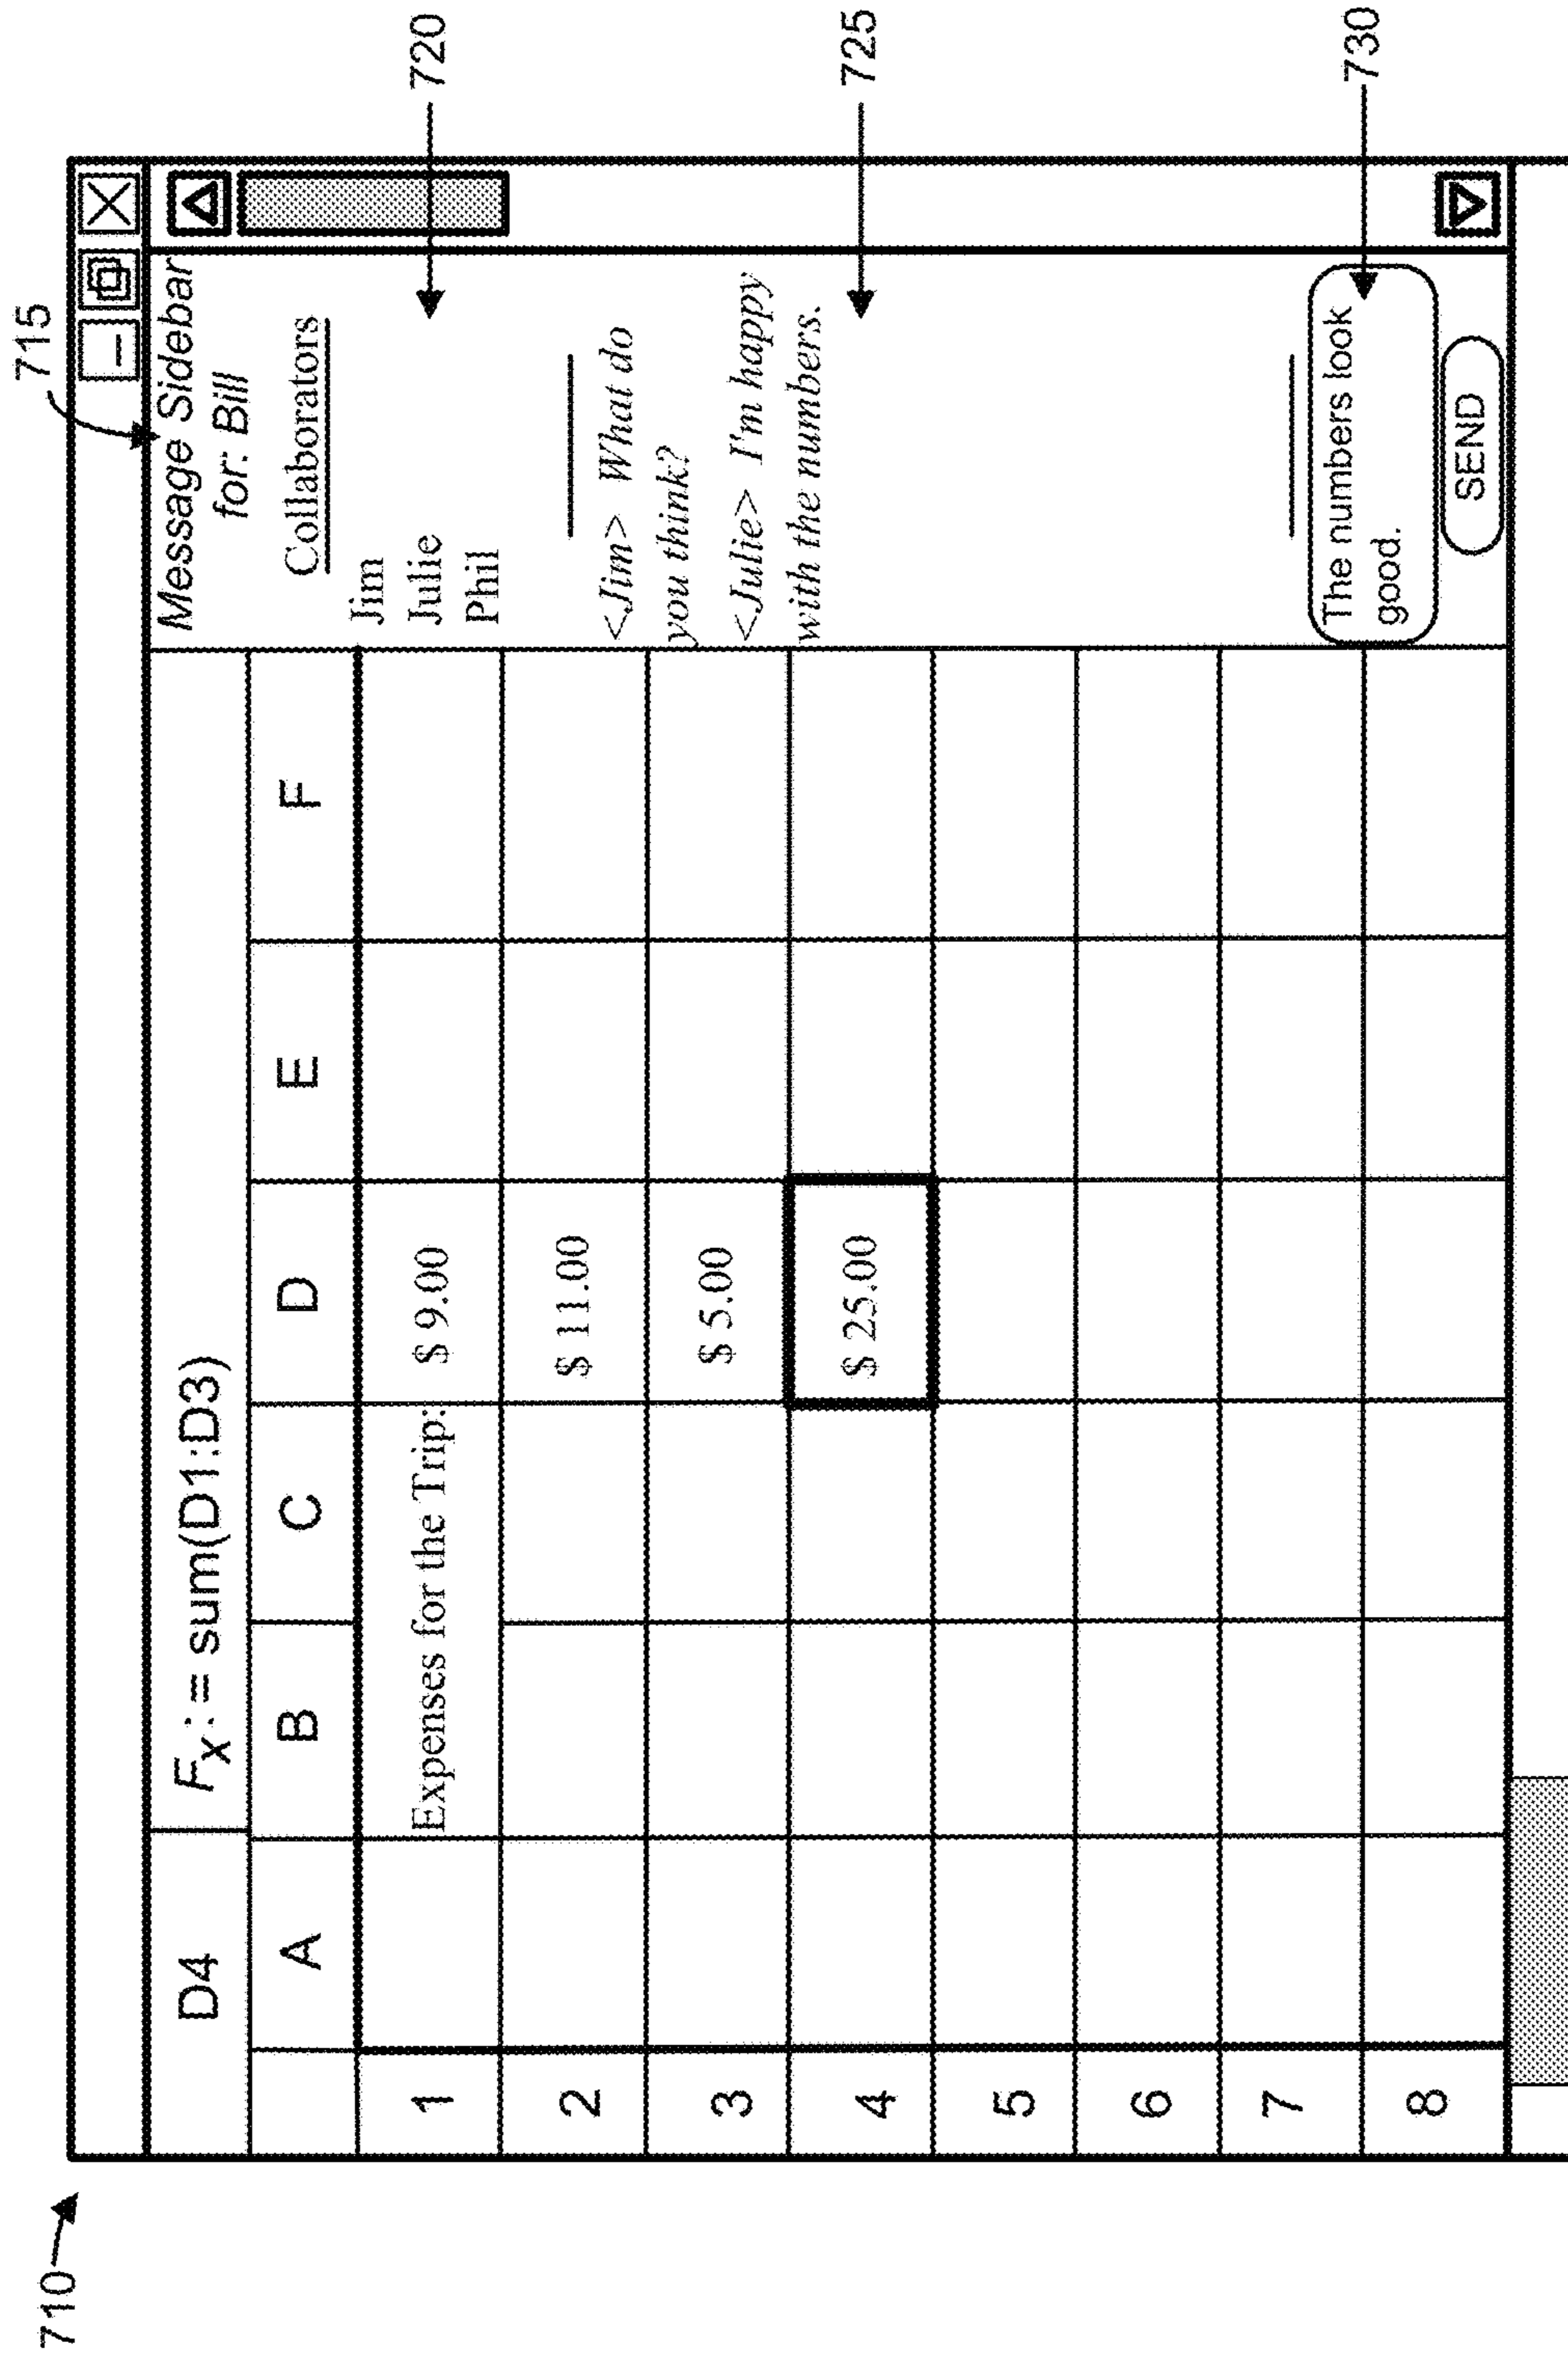 710
715
D4
Fx: = sum(D1:D3)
A B C D E F
1 Expenses for the Trip: $ 9.00
2 $ 11.00
3 $ 5.00
4 $ 25.00
5
6
7
8
Message Sidebar
for: Bill
Collaborators
Jim
Julie
Phil
720
<Jim> What do
you think?
<Julie> I'm happy
with the numbers.
725
The numbers look
good.
730
SEND